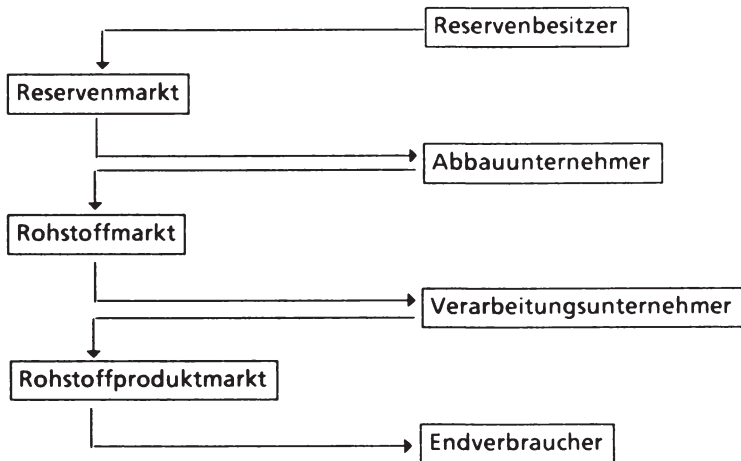 Reservenbesitzer
Reservenmarkt
Abbauunternehmer
Rohstoffmarkt
Verarbeitungsunternehmer
Rohstoffproduktmarkt
Endverbraucher